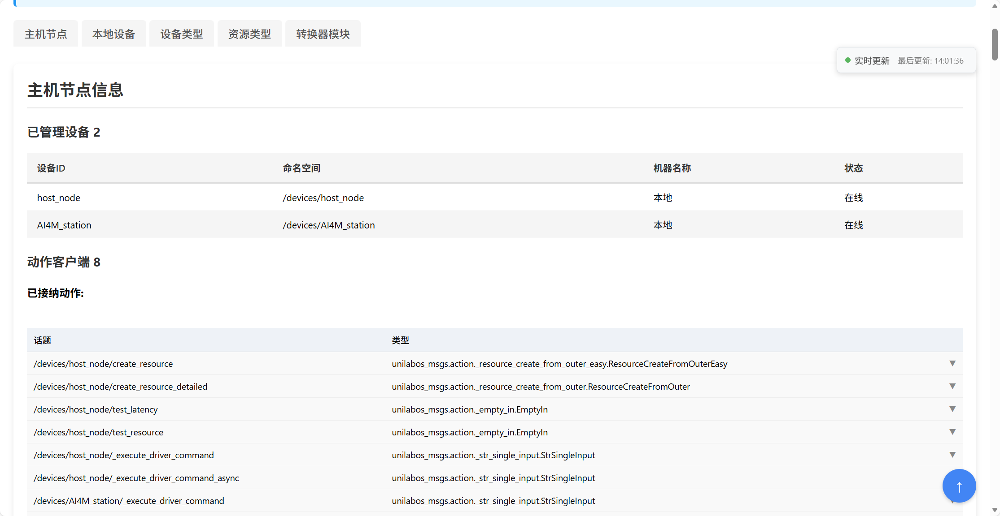 主机节点 本地设备 设备类型 资源类型 转换器模块
实时更新 最后更新: 14:01:36
主机节点信息
已管理设备 2
设备ID 命名空间 机器名称 状态
host_node /devices/host_node 本地 在线
AI4M_station /devices/AI4M_station 本地 在线
动作客户端 8
已接纳动作:
话题 类型
/devices/host_node/create_resource unilabos_msgs.action._resource_create_from_outer_easy.ResourceCreateFromOuterEasy ▼
/devices/host_node/create_resource_detailed unilabos_msgs.action._resource_create_from_outer.ResourceCreateFromOuter ▼
/devices/host_node/test_latency unilabos_msgs.action._empty_in.EmptyIn ▼
/devices/host_node/test_resource unilabos_msgs.action._empty_in.EmptyIn ▼
/devices/host_node/_execute_driver_command unilabos_msgs.action._str_single_input.StrSingleInput ▼
/devices/host_node/_execute_driver_command_async unilabos_msgs.action._str_single_input.StrSingleInput
/devices/AI4M_station/_execute_driver_command unilabos_msgs.action._str_single_input.StrSingleInput
↑